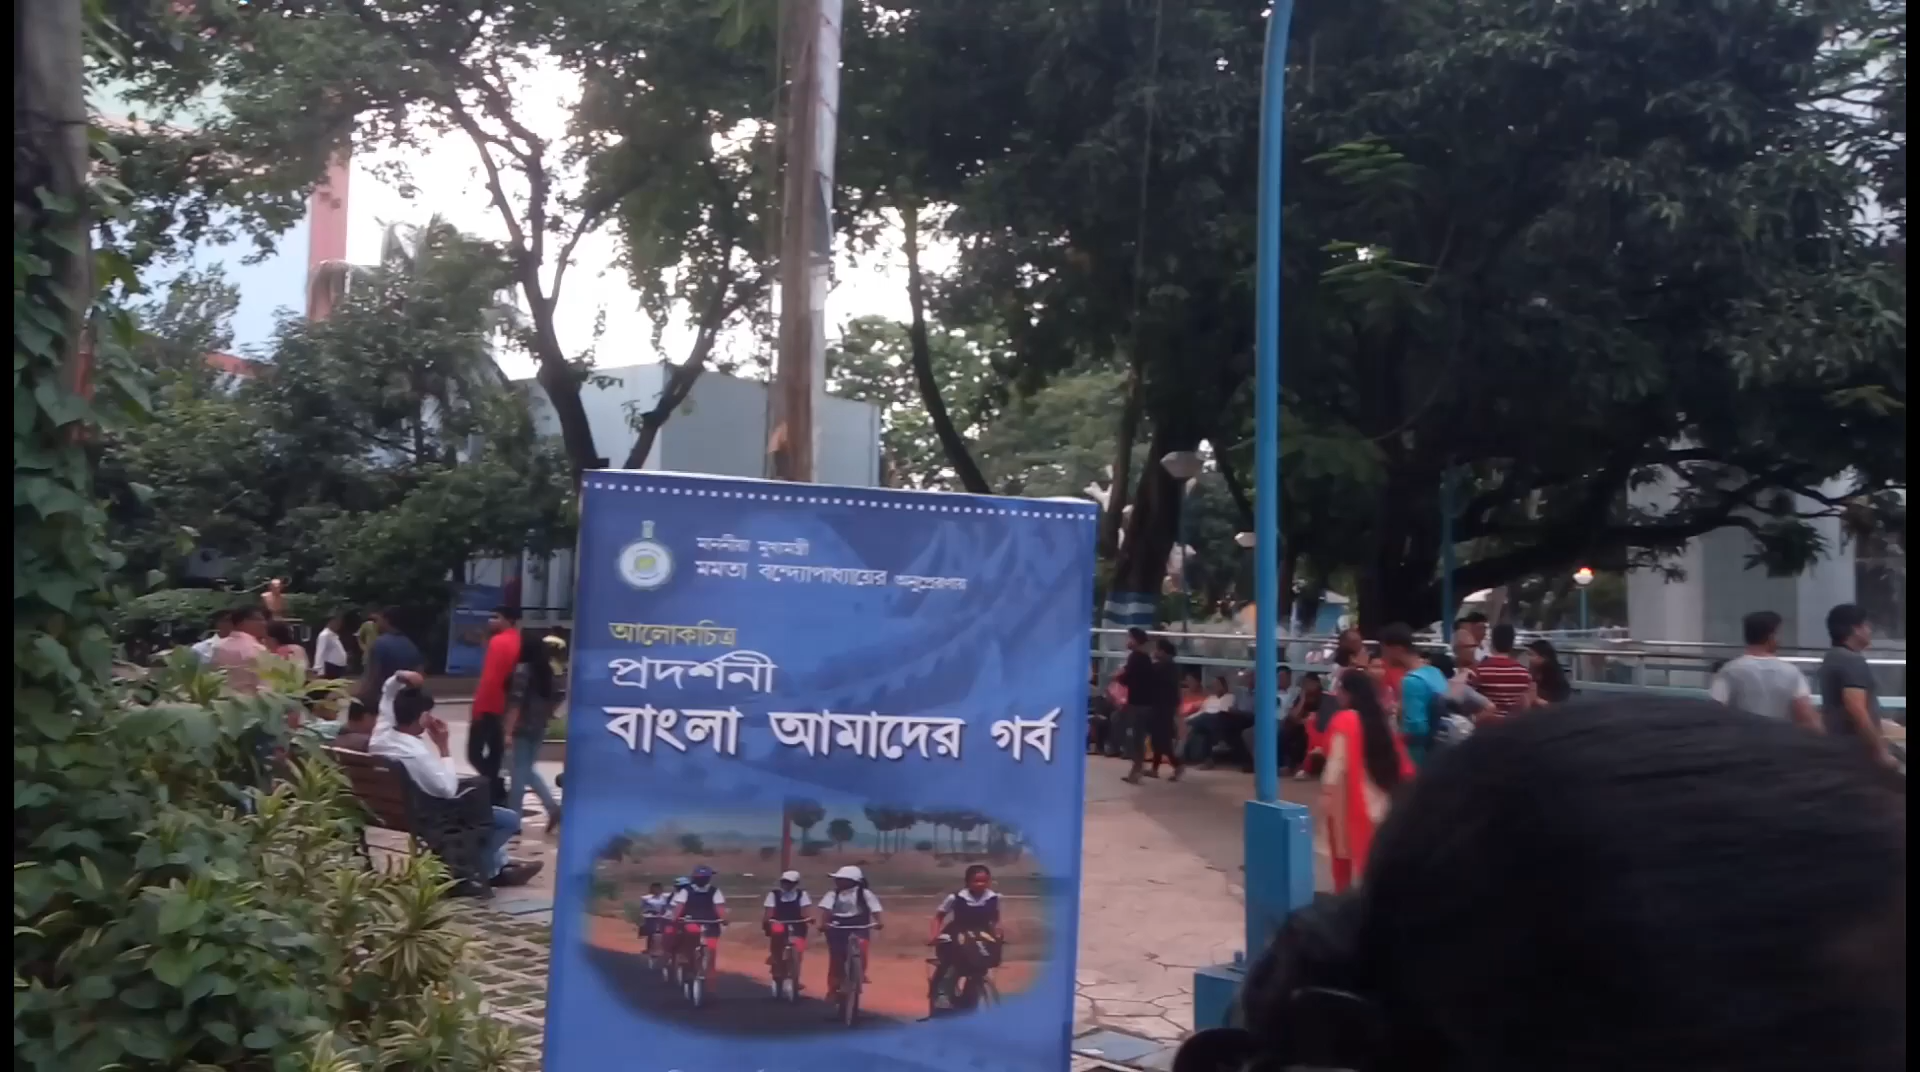 মাননীয়া মুখ্যমন্ত্রী
মমতা বন্দ্যোপাধ্যায়ের অনুপ্রেরণায়
আলোকচিত্র
প্রদর্শনী
বাংলা আমাদের গর্ব